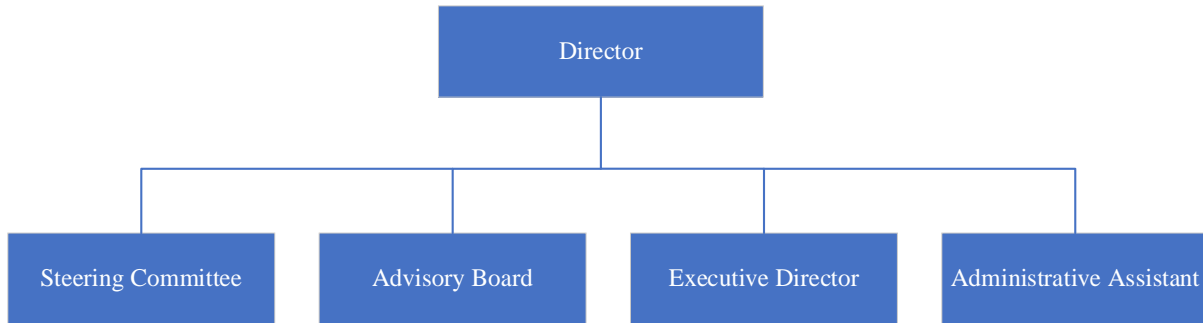 Director
Steering Committee
Advisory Board
Executive Director
Administrative Assistant